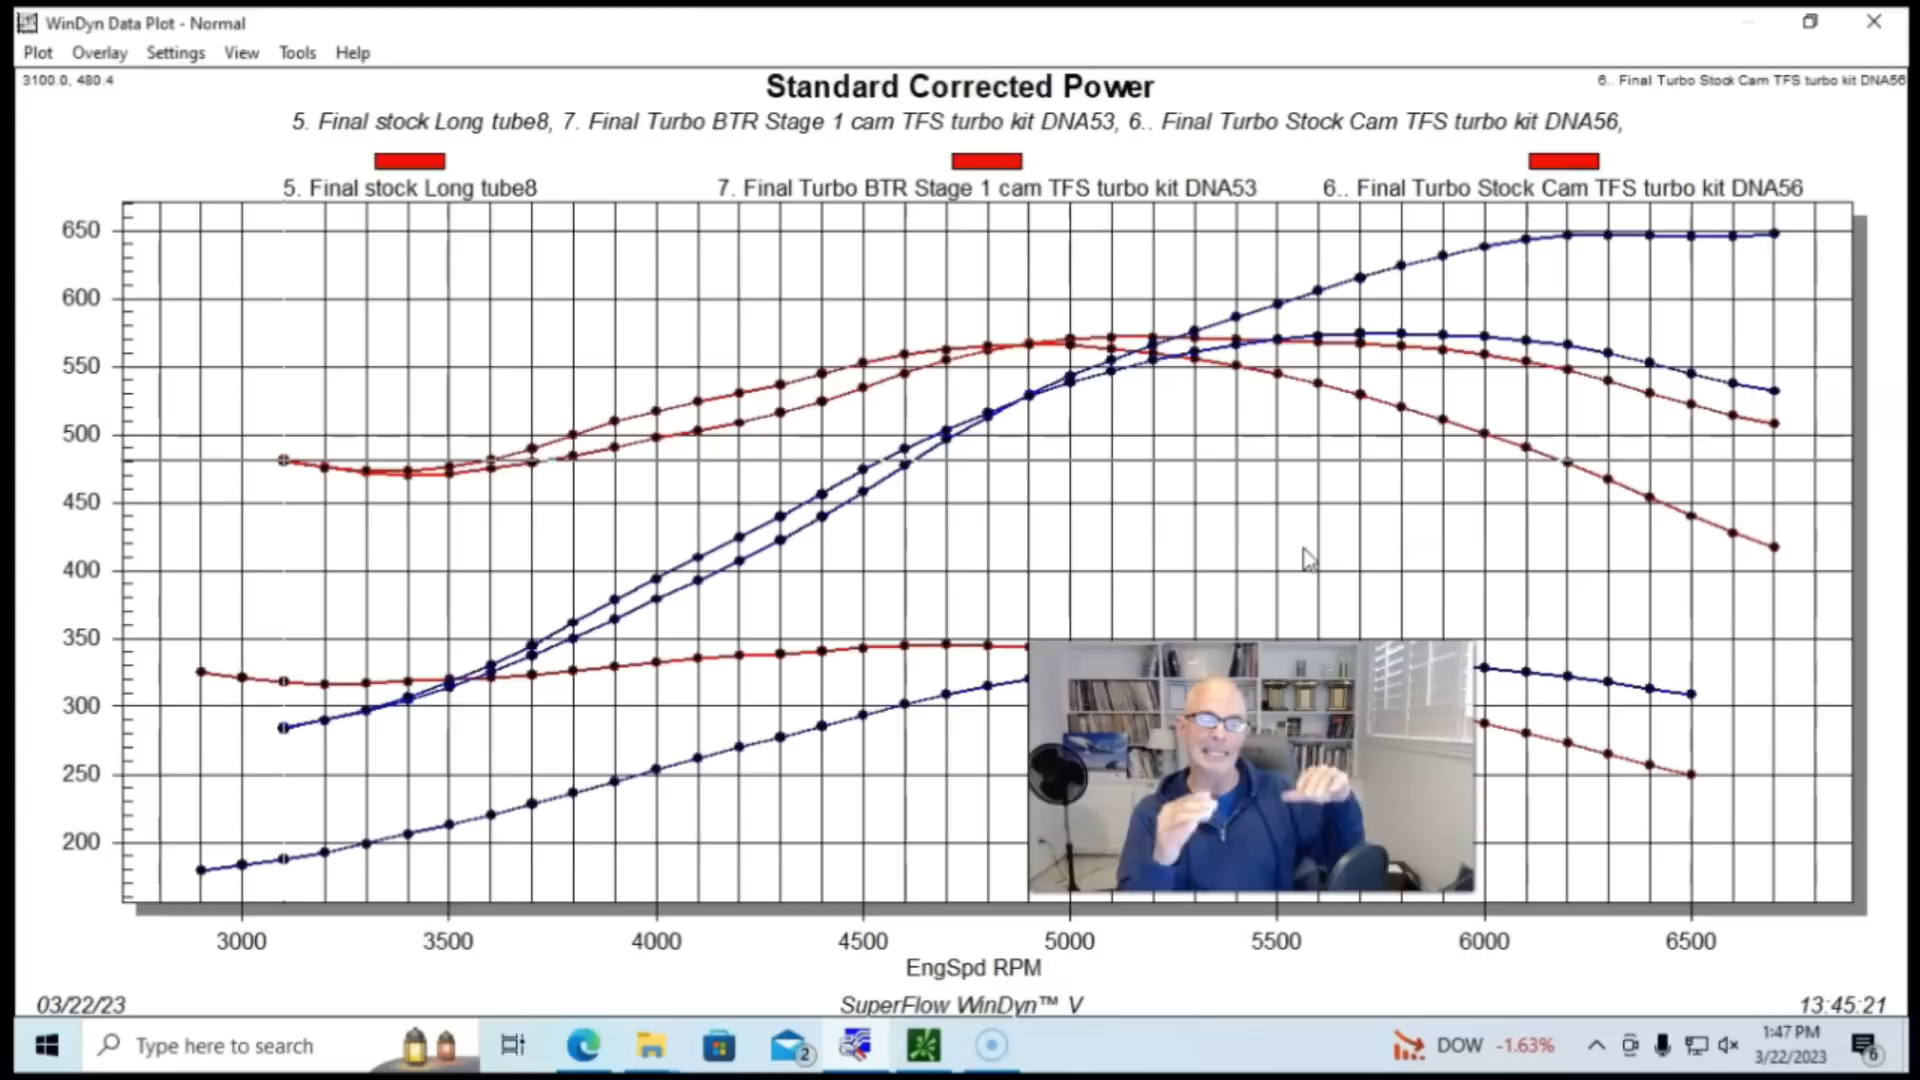 WinDyn Data Plot - Normal
Plot Overlay Settings View Tools Help
3100.0, 480.4
Standard Corrected Power
6.. Final Turbo Stock Cam TFS turbo kit DNA56
5. Final stock Long tube8, 7. Final Turbo BTR Stage 1 cam TFS turbo kit DNA53, 6.. Final Turbo Stock Cam TFS turbo kit DNA56,
5. Final stock Long tube8
7. Final Turbo BTR Stage 1 cam TFS turbo kit DNA53
6.. Final Turbo Stock Cam TFS turbo kit DNA56
650
600
550
500
450
400
350
300
250
200
3000 3500 4000 4500 5000 5500 6000 6500
EngSpd RPM
03/22/23
SuperFlow WinDyn™ V
13:45:21
Type here to search
2
DOW -1.63%
1:47 PM
3/22/2023
6